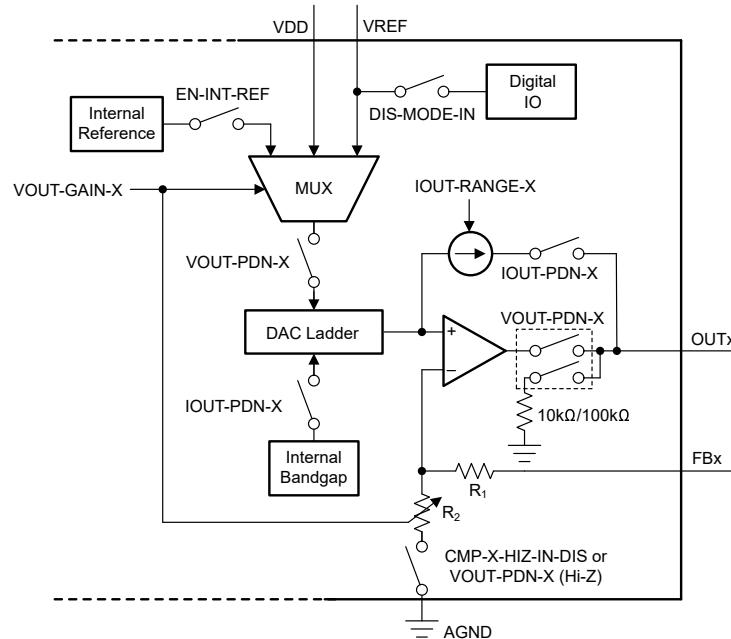 VDD
VREF
EN-INT-REF
Internal
Reference
DIS-MODE-IN
Digital
IO
VOUT-GAIN-X
MUX
IOUT-RANGE-X
VOUT-PDN-X
IOUT-PDN-X
DAC Ladder
VOUT-PDN-X
+
−
OUTx
IOUT-PDN-X
10kΩ/100kΩ
Internal
Bandgap
FBx
R1
R2
CMP-X-HIZ-IN-DIS or
VOUT-PDN-X (Hi-Z)
AGND